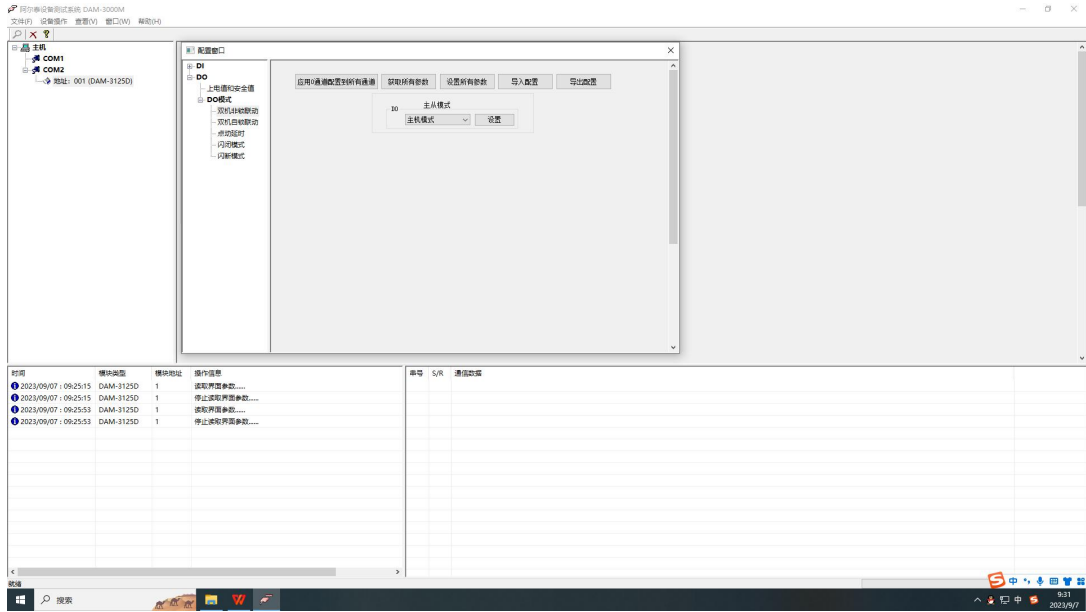 阿尔泰设备测试系统 DAM-3000M
文件(F) 设备操作 查看(V) 窗口(W) 帮助(H)
主机
COM1
COM2
地址：001 (DAM-3125D)
配置窗口
DI
DO
上电值和安全值
DO模式
双机非锁联动
双机自锁联动
点动延时
闪闭模式
闪断模式
应用0通道配置到所有通道 获取所有参数 设置所有参数 导入配置 导出配置
DO 主从模式
主机模式 设置
时间 模块类型 模块地址 操作信息
2023/09/07 : 09:25:15 DAM-3125D 1 读取界面参数......
2023/09/07 : 09:25:15 DAM-3125D 1 停止读取界面参数......
2023/09/07 : 09:25:53 DAM-3125D 1 读取界面参数......
2023/09/07 : 09:25:53 DAM-3125D 1 停止读取界面参数......
串号 S/R 通信数据
就绪
中
搜索
中
9:31
2023/9/7